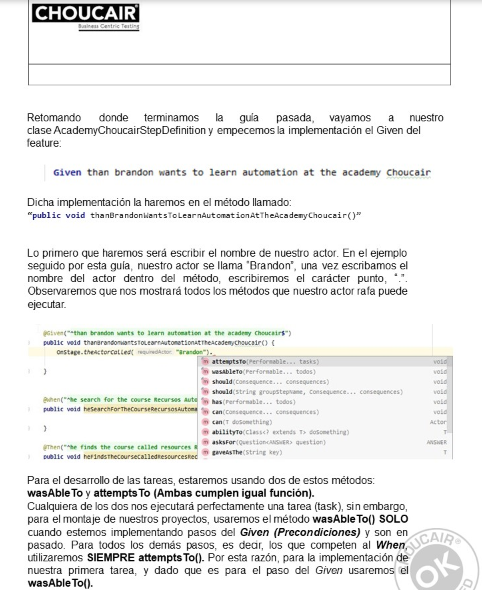 CHOUCAIR
Business Centric Testing
Retomando donde terminamos la guía pasada, vayamos a nuestro
clase AcademyChoucairStepDefinition y empecemos la implementación el Given del
feature:
Given than brandon wants to learn automation at the academy Choucair
Dicha implementación la haremos en el método llamado:
"public void thanBrandonWantsToLearnAutomationAtTheAcademyChoucair()"
Lo primero que haremos será escribir el nombre de nuestro actor. En el ejemplo
seguido por esta guía, nuestro actor se llama "Brandon", una vez escribamos el
nombre del actor dentro del método, escribiremos el carácter punto, ".".
Observaremos que nos mostrará todos los métodos que nuestro actor rafa puede
ejecutar.
@Given("^than brandon wants to learn automation at the academy Choucair$")
public void thanBrandonWantsToLearnAutomationAtTheAcademyChoucair() {
OnStage.theActorCalled( requiredActor: "Brandon").
m attemptsTo(Performable... tasks) void
m wasAbleTo(Performable... todos) void
}
m should(Consequence... consequences) void
m should(String groupStepName, Consequence... consequences) void
@When("^he search for the course Recursos Auto
m has(Performable... todos) void
public void heSearchForTheCourseRecursosAutoma
m can(Consequence... consequences) void
m can(T doSomething) Actor
}
m abilityTo(Class<? extends T> doSomething) T
m asksFor(Question<ANSWER> question) ANSWER
@Then("^he finds the course called resources R
m gaveAsThe(String key) T
public void heFindsTheCourseCalledResourcesRec
Para el desarrollo de las tareas, estaremos usando dos de estos métodos:
wasAbleTo y attemptsTo (Ambas cumplen igual función).
Cualquiera de los dos nos ejecutará perfectamente una tarea (task), sin embargo,
para el montaje de nuestros proyectos, usaremos el método wasAbleTo() SOLO
cuando estemos implementando pasos del Given (Precondiciones) y son en
pasado. Para todos los demás pasos, es decir, los que competen al When,
utilizaremos SIEMPRE attemptsTo(). Por esta razón, para la implementación de
nuestra primera tarea, y dado que es para el paso del Given usaremos el
wasAbleTo().
UCAIR
OK